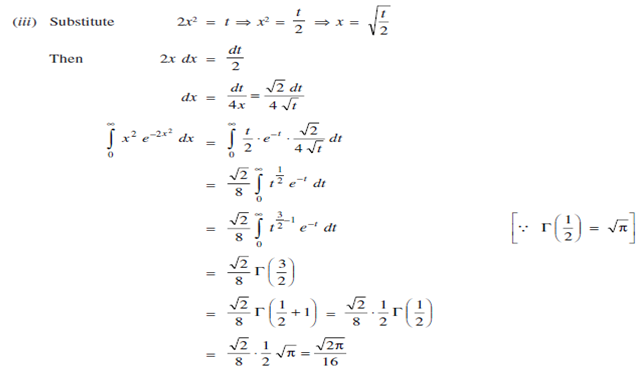 (iii) Substitute 2x² = t ⇒ x² = t/2 ⇒ x = √(t/2)
Then 2x dx = dt/2
dx = dt/4x = √2 dt/4√t
∫₀^∞ x² e^(−2x²) dx = ∫₀^∞ t/2 · e^(−t) · √2/4√t dt
= √2/8 ∫₀^∞ t^(1/2) e^(−t) dt
= √2/8 ∫₀^∞ t^(3/2−1) e^(−t) dt [∵ Γ(1/2) = √π]
= √2/8 Γ(3/2)
= √2/8 Γ(1/2 + 1) = √2/8 · 1/2 Γ(1/2)
= √2/8 · 1/2 √π = √(2π)/16